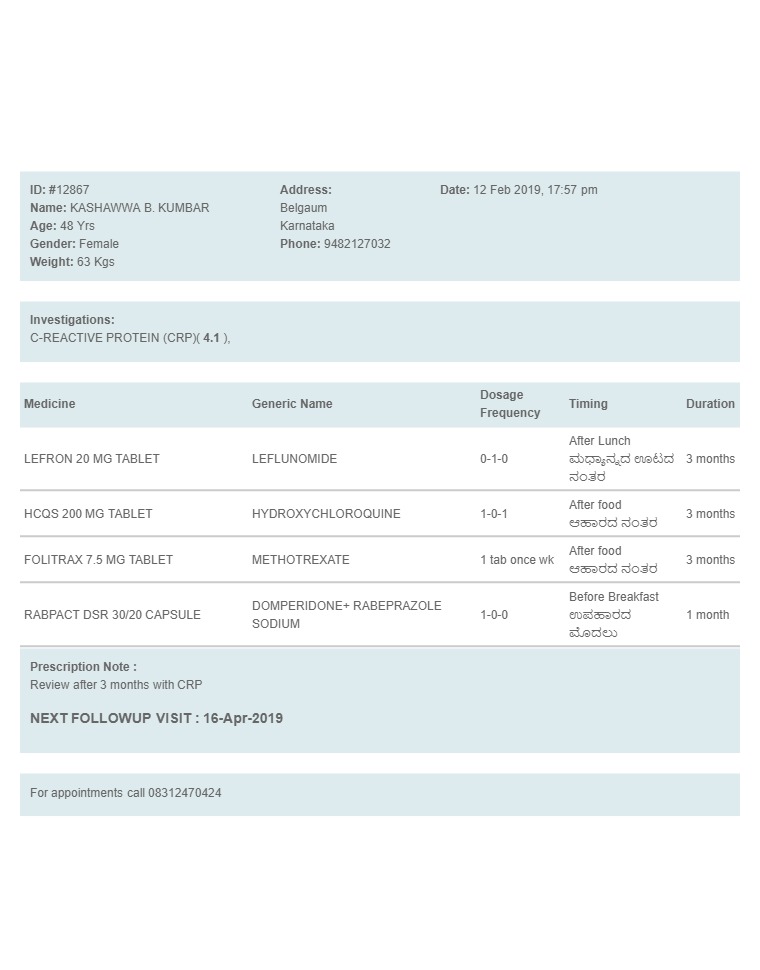 ID: #12867
Name: KASHAWWA B. KUMBAR
Age: 48 Yrs
Gender: Female
Weight: 63 Kgs
Address:
Belgaum
Karnataka
Phone: 9482127032
Date: 12 Feb 2019, 17:57 pm
Investigations:
C-REACTIVE PROTEIN (CRP)( 4.1 ),
Medicine Generic Name Dosage Frequency Timing Duration
LEFRON 20 MG TABLET LEFLUNOMIDE 0-1-0 After Lunch 3 months
ಮಧ್ಯಾನ್ನದ ಊಟದ
ನಂತರ
HCQS 200 MG TABLET HYDROXYCHLOROQUINE 1-0-1 After food 3 months
ಆಹಾರದ ನಂತರ
FOLITRAX 7.5 MG TABLET METHOTREXATE 1 tab once wk After food 3 months
ಆಹಾರದ ನಂತರ
RABPACT DSR 30/20 CAPSULE DOMPERIDONE+ RABEPRAZOLE SODIUM 1-0-0 Before Breakfast 1 month
ಉಪಹಾರದ
ಮೊದಲು
Prescription Note :
Review after 3 months with CRP
NEXT FOLLOWUP VISIT : 16-Apr-2019
For appointments call 08312470424